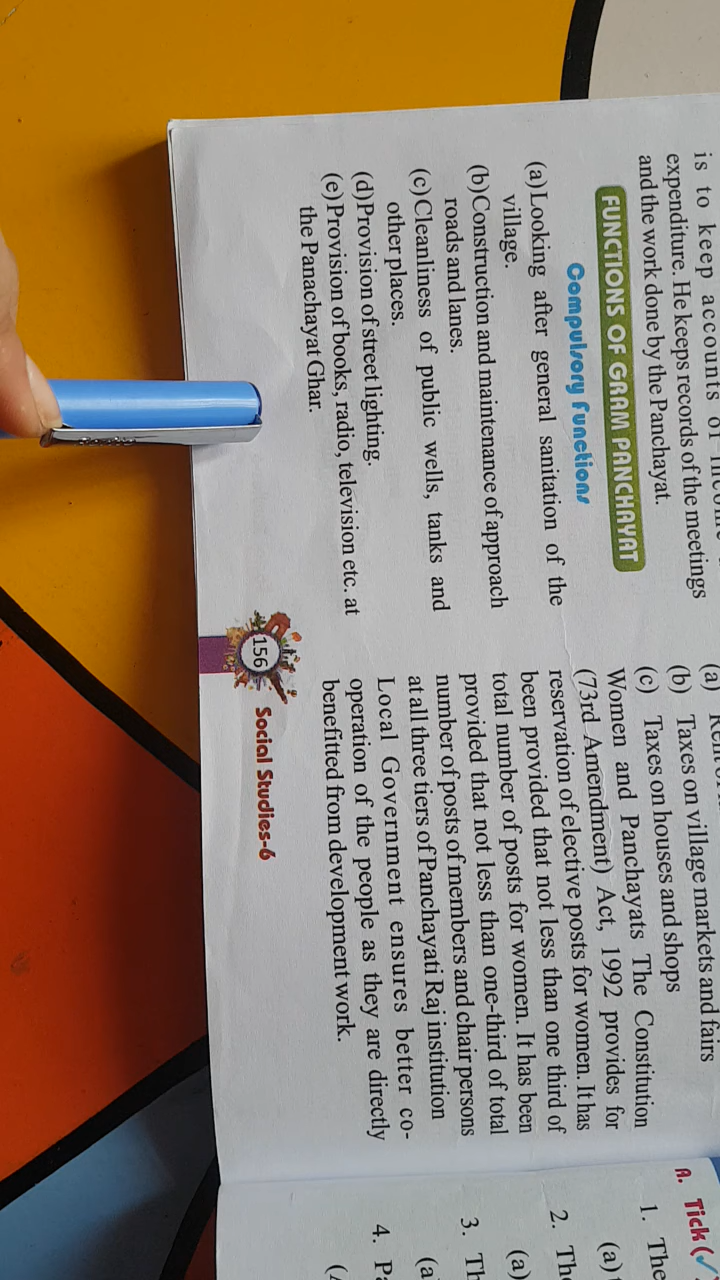 is to keep accounts of
expenditure. He keeps records of the meetings
and the work done by the Panchayat.
FUNCTIONS OF GRAM PANCHAYAT
Compulsory Functions
(a) Looking after general sanitation of the
village.
(b) Construction and maintenance of approach
roads and lanes.
(c) Cleanliness of public wells, tanks and
other places.
(d) Provision of street lighting.
(e) Provision of books, radio, television etc. at
the Panachayat Ghar.
(a)
(b) Taxes on village markets and fairs
(c) Taxes on houses and shops
Women and Panchayats The Constitution
(73rd Amendment) Act, 1992 provides for
reservation of elective posts for women. It has
been provided that not less than one third of
total number of posts for women. It has been
provided that not less than one-third of total
number of posts of members and chair persons
at all three tiers of Panchayati Raj institution
Local Government ensures better co-
operation of the people as they are directly
benefitted from development work.
156 Social Studies-6
A. Tick (✓
1. The
(a)
2. Th
(a)
3. Th
(a
4. Pa